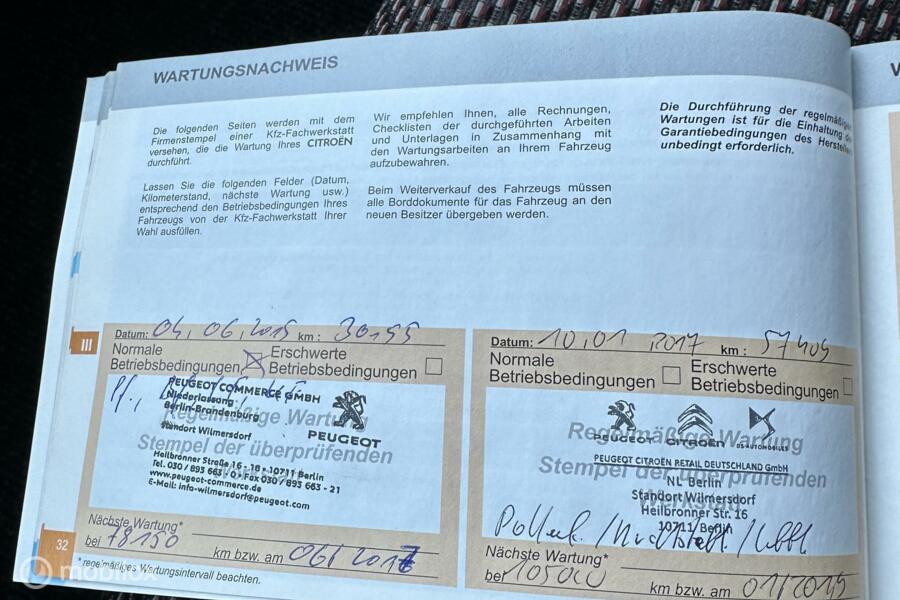 WARTUNGSNACHWEIS
Die folgenden Seiten werden mit dem
Firmenstempel einer Kfz-Fachwerkstatt
versehen, die die Wartung Ihres CITROËN
durchführt.
Lassen Sie die folgenden Felder (Datum,
Kilometerstand, nächste Wartung usw.)
entsprechend den Betriebsbedingungen Ihres
Fahrzeugs von der Kfz-Fachwerkstatt Ihrer
Wahl ausfüllen.
Wir empfehlen Ihnen, alle Rechnungen,
Checklisten der durchgeführten Arbeiten
und Unterlagen in Zusammenhang mit
den Wartungsarbeiten an Ihrem Fahrzeug
aufzubewahren.
Beim Weiterverkauf des Fahrzeugs müssen
alle Borddokumente für das Fahrzeug an den
neuen Besitzer übergeben werden.
Die Durchführung der regelmäßigen
Wartungen ist für die Einhaltung
Garantiebedingungen des Herstellers
unbedingt erforderlich.
III
Datum: 04.06.2015 km: 30155
Normale
Betriebsbedingungen
Erschwerte
Betriebsbedingungen
PEUGEOT COMMERCE GMBH
Niederlassung
Berlin-Brandenburg
Standort Wilmersdorf
PEUGEOT
Regelmäßige Wartung
Stempel der überprüfenden
Heilbronner Straße 16 - 18 • 10711 Berlin
Tel. 030 / 893 663 - 0 • Fax 030 / 893 663 - 21
www.peugeot-commerce.de
E-Mail: info-wilmersdorf@peugeot.com
Nächste Wartung*
bei 78150 km bzw. am 06/2017
*regelmäßiges Wartungsintervall beachten.
32
Datum: 10.01.2017 km: 57409
Normale
Betriebsbedingungen
Erschwerte
Betriebsbedingungen
PEUGEOT CITROËN DS AUTOMOBILES
Regelmäßige Wartung
PEUGEOT CITROËN RETAIL DEUTSCHLAND GmbH
Stempel der überprüfenden
NL Berlin
Werkstatt
Standort Wilmersdorf
Heilbronner Str. 16
10711 Berlin
Nächste Wartung*
bei 105000 km bzw. am 01/2019
mobilox